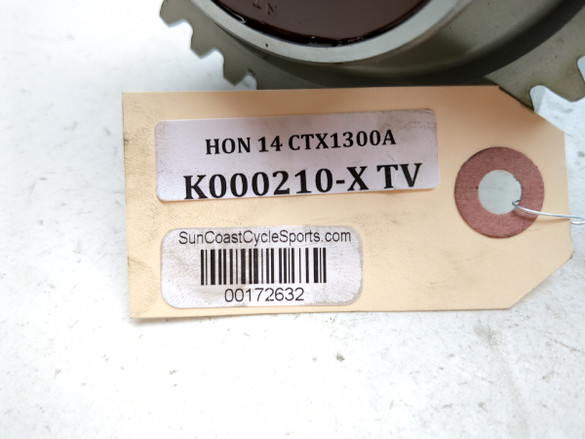 HON 14 CTX1300A
K000210-X TV
SunCoastCycleSports.com
00172632